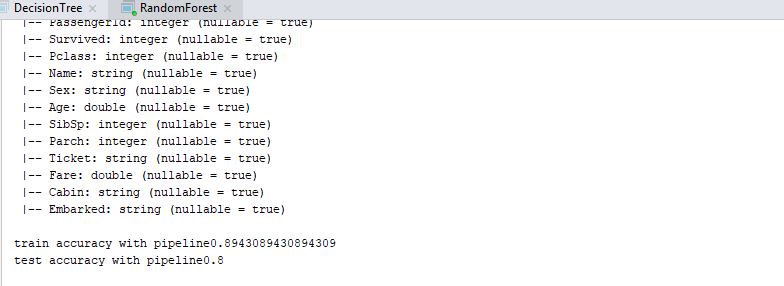 DecisionTree × RandomForest ×
|-- PassengerId: integer (nullable = true)
|-- Survived: integer (nullable = true)
|-- Pclass: integer (nullable = true)
|-- Name: string (nullable = true)
|-- Sex: string (nullable = true)
|-- Age: double (nullable = true)
|-- SibSp: integer (nullable = true)
|-- Parch: integer (nullable = true)
|-- Ticket: string (nullable = true)
|-- Fare: double (nullable = true)
|-- Cabin: string (nullable = true)
|-- Embarked: string (nullable = true)
train accuracy with pipeline0.8943089430894309
test accuracy with pipeline0.8